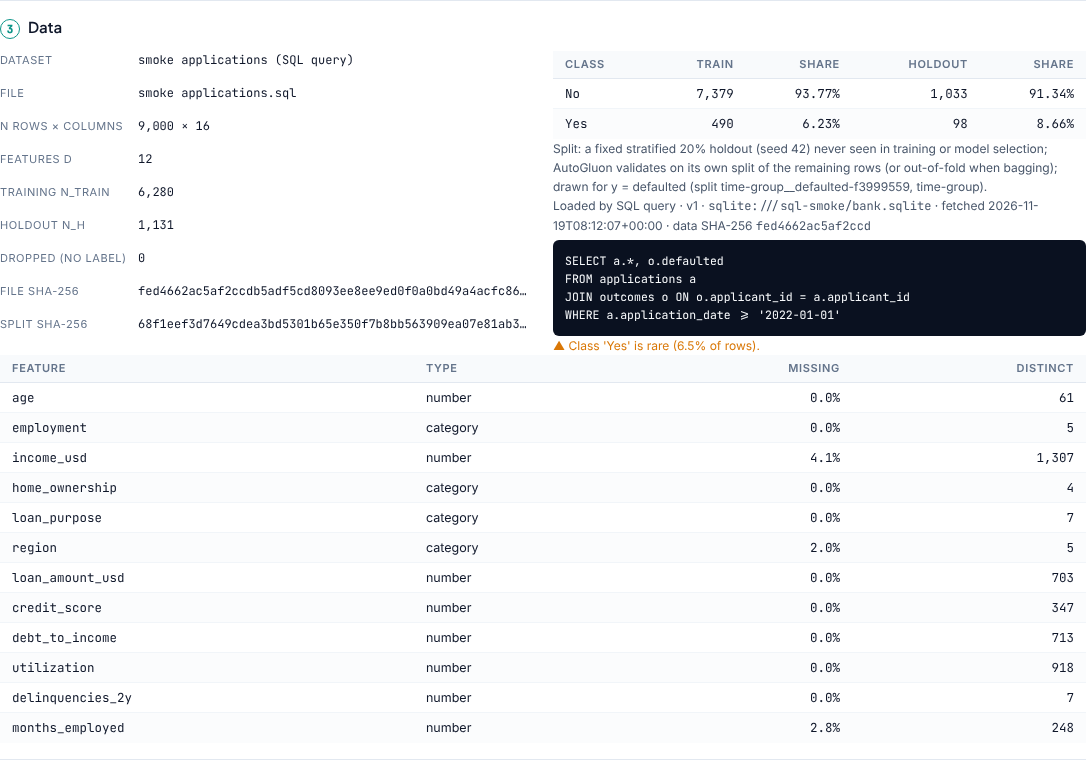 3 Data
DATASET smoke applications (SQL query)
FILE smoke applications.sql
N ROWS × COLUMNS 9,000 × 16
FEATURES D 12
TRAINING N_TRAIN 6,280
HOLDOUT N_H 1,131
DROPPED (NO LABEL) 0
FILE SHA-256 fed4662ac5af2ccdb5adf5cd8093ee8ee9ed0f0a0bd49a4acfc86…
SPLIT SHA-256 68f1eef3d7649cdea3bd5301b65e350f7b8bb563909ea07e81ab3…
CLASS TRAIN SHARE HOLDOUT SHARE
No 7,379 93.77% 1,033 91.34%
Yes 490 6.23% 98 8.66%
Split: a fixed stratified 20% holdout (seed 42) never seen in training or model selection;
AutoGluon validates on its own split of the remaining rows (or out-of-fold when bagging);
drawn for y = defaulted (split time-group__defaulted-f3999559, time-group).
Loaded by SQL query · v1 · sqlite:///sql-smoke/bank.sqlite · fetched 2026-11-
19T08:12:07+00:00 · data SHA-256 fed4662ac5af2ccd
SELECT a.*, o.defaulted
FROM applications a
JOIN outcomes o ON o.applicant_id = a.applicant_id
WHERE a.application_date >= '2022-01-01'
▲ Class 'Yes' is rare (6.5% of rows).
FEATURE TYPE MISSING DISTINCT
age number 0.0% 61
employment category 0.0% 5
income_usd number 4.1% 1,307
home_ownership category 0.0% 4
loan_purpose category 0.0% 7
region category 2.0% 5
loan_amount_usd number 0.0% 703
credit_score number 0.0% 347
debt_to_income number 0.0% 713
utilization number 0.0% 918
delinquencies_2y number 0.0% 7
months_employed number 2.8% 248